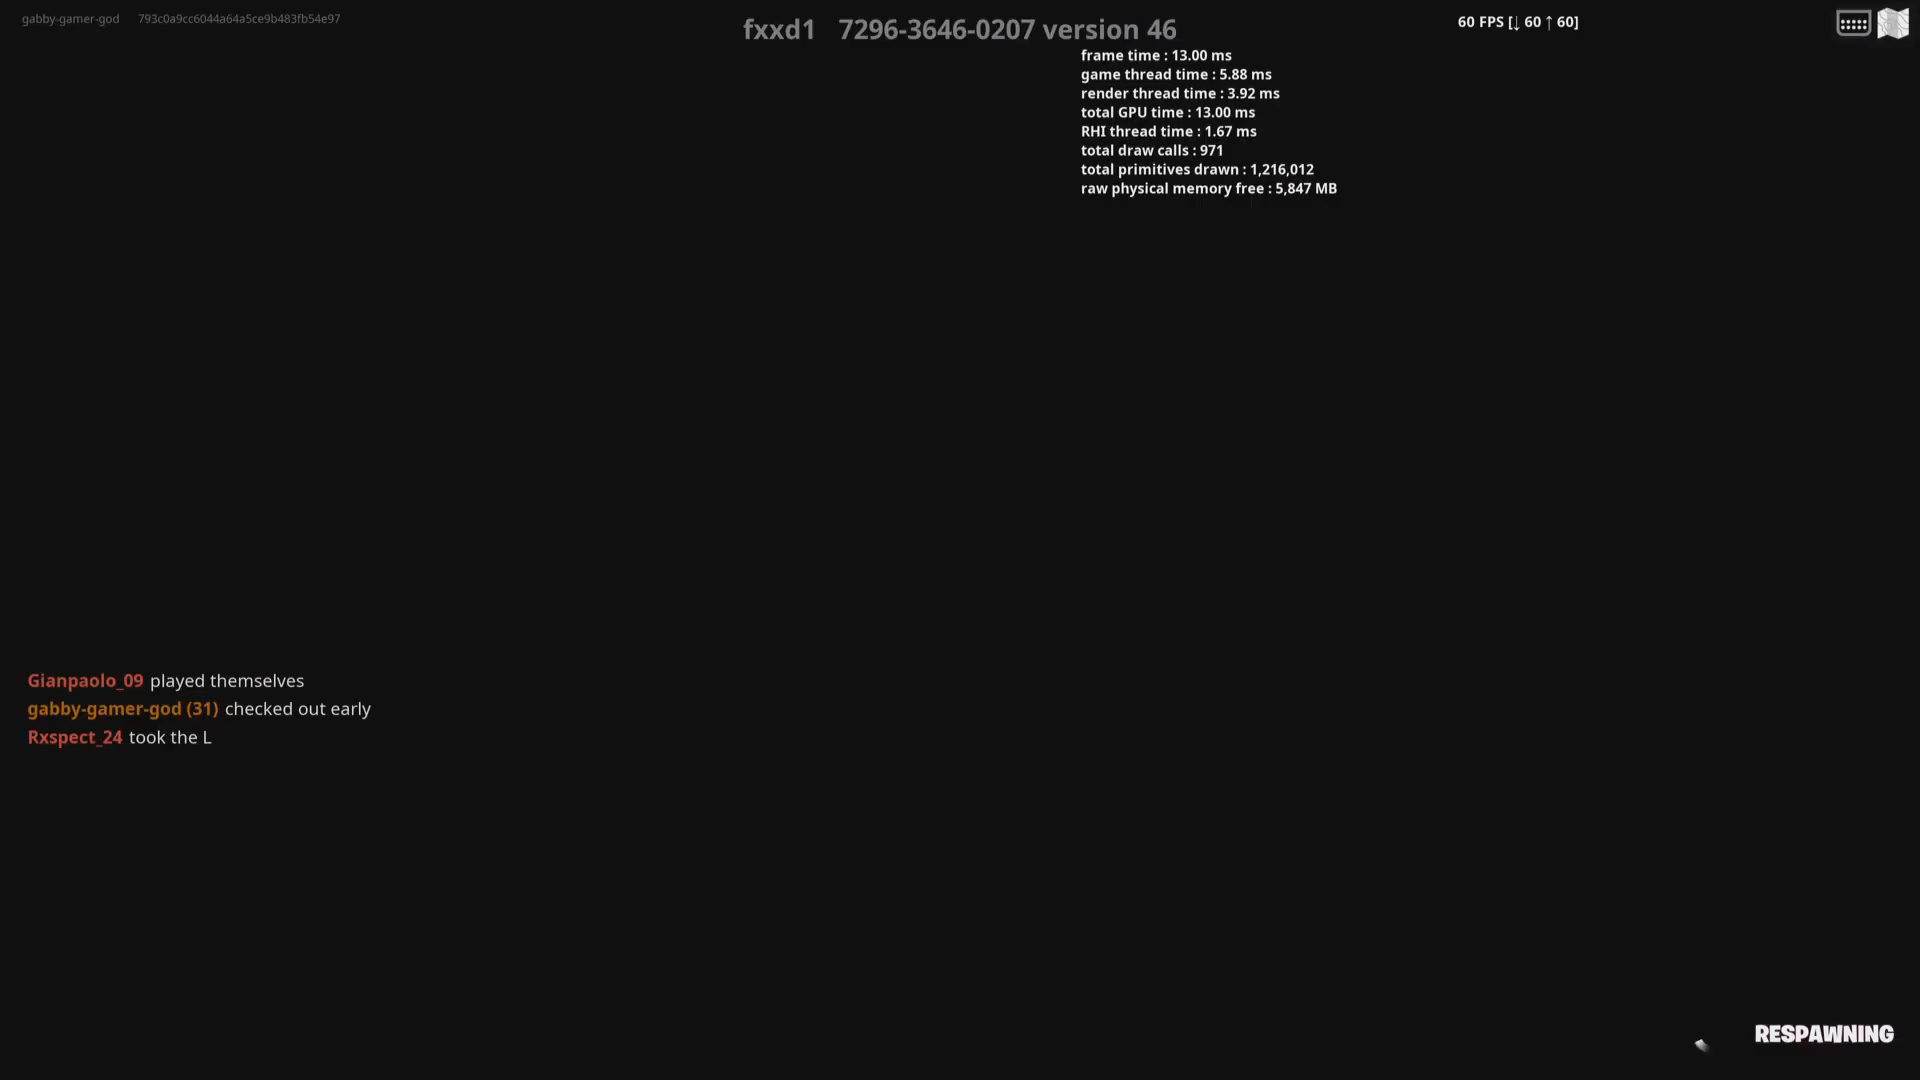 gabby-gamer-god 793c0a9cc6044a64a5ce9b483fb54e97
fxxd1 7296-3646-0207 version 46
60 FPS [↓ 60 ↑ 60]
frame time : 13.00 ms
game thread time : 5.88 ms
render thread time : 3.92 ms
total GPU time : 13.00 ms
RHI thread time : 1.67 ms
total draw calls : 971
total primitives drawn : 1,216,012
raw physical memory free : 5,847 MB
Gianpaolo_09 played themselves
gabby-gamer-god (31) checked out early
Rxspect_24 took the L
RESPAWNING